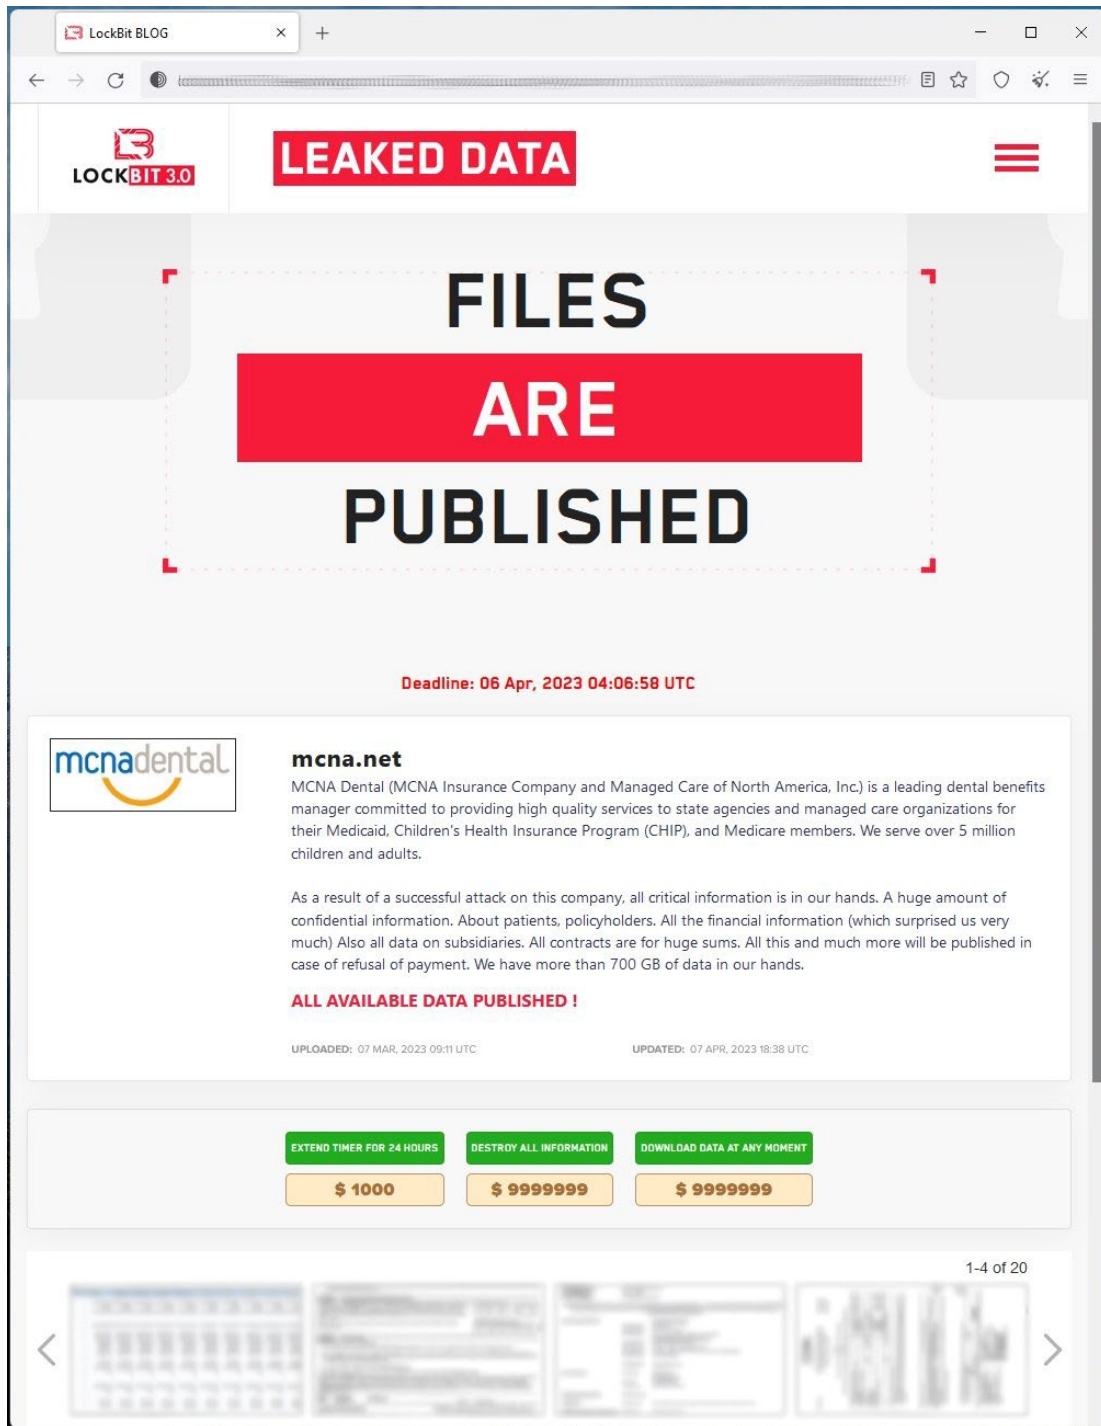 LockBit BLOG
LOCKBIT 3.0
LEAKED DATA
FILES
ARE
PUBLISHED
Deadline: 06 Apr, 2023 04:06:58 UTC
mcnadental
mcna.net
MCNA Dental (MCNA Insurance Company and Managed Care of North America, Inc.) is a leading dental benefits
manager committed to providing high quality services to state agencies and managed care organizations for
their Medicaid, Children's Health Insurance Program (CHIP), and Medicare members. We serve over 5 million
children and adults.
As a result of a successful attack on this company, all critical information is in our hands. A huge amount of
confidential information. About patients, policyholders. All the financial information (which surprised us very
much) Also all data on subsidiaries. All contracts are for huge sums. All this and much more will be published in
case of refusal of payment. We have more than 700 GB of data in our hands.
ALL AVAILABLE DATA PUBLISHED !
UPLOADED: 07 MAR, 2023 09:11 UTC
UPDATED: 07 APR, 2023 18:38 UTC
EXTEND TIMER FOR 24 HOURS
DESTROY ALL INFORMATION
DOWNLOAD DATA AT ANY MOMENT
$ 1000
$ 9999999
$ 9999999
1-4 of 20